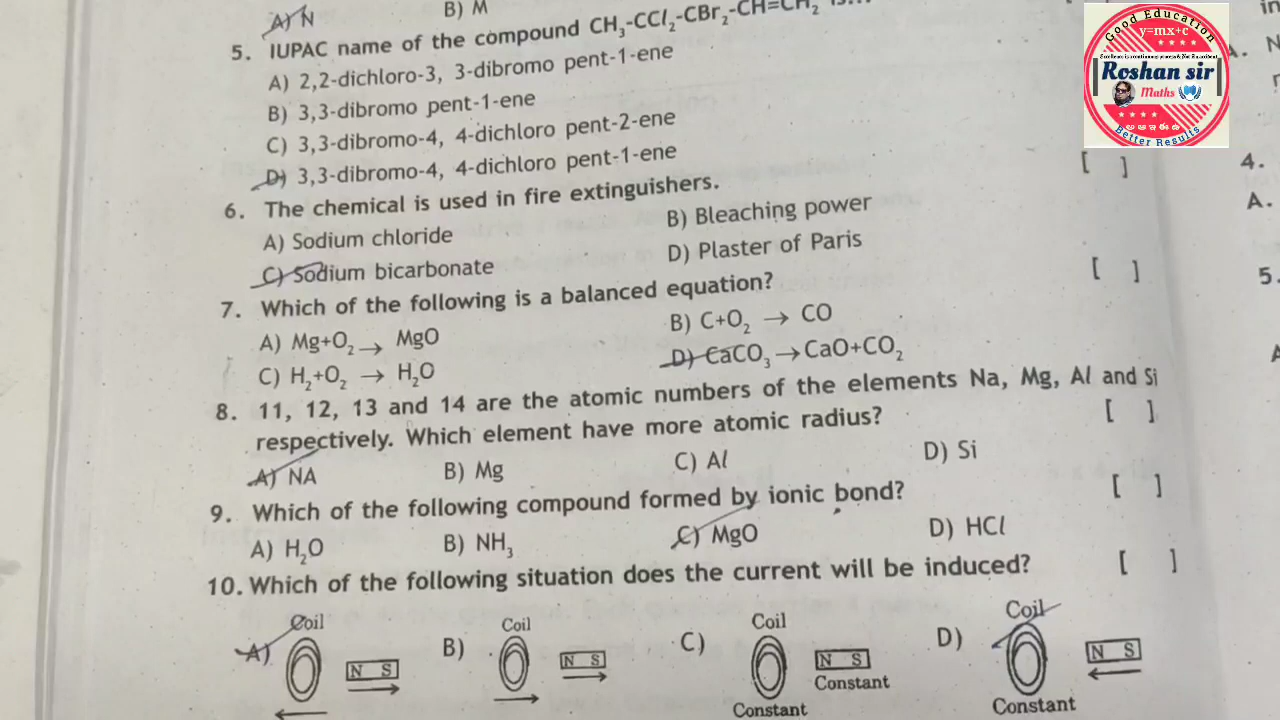 A) N
B) M
5. IUPAC name of the compound CH₃-CCl₂-CBr₂-CH=CH₂ is...
A) 2,2-dichloro-3, 3-dibromo pent-1-ene
B) 3,3-dibromo pent-1-ene
C) 3,3-dibromo-4, 4-dichloro pent-2-ene
D) 3,3-dibromo-4, 4-dichloro pent-1-ene
6. The chemical is used in fire extinguishers. [ ]
A) Sodium chloride B) Bleaching power
C) Sodium bicarbonate D) Plaster of Paris
7. Which of the following is a balanced equation? [ ]
A) Mg+O₂ → MgO B) C+O₂ → CO
C) H₂+O₂ → H₂O D) CaCO₃ → CaO+CO₂
8. 11, 12, 13 and 14 are the atomic numbers of the elements Na, Mg, Al and Si
respectively. Which element have more atomic radius? [ ]
A) NA B) Mg C) Al D) Si
9. Which of the following compound formed by ionic bond? [ ]
A) H₂O B) NH₃ C) MgO D) HCl
10. Which of the following situation does the current will be induced? [ ]
A) Coil N S
B) Coil N S
C) Coil N S Constant Constant
D) Coil N S Constant
Good Education
y=mx+c
Roshan sir
Maths
Better Results
4.
A.
5.